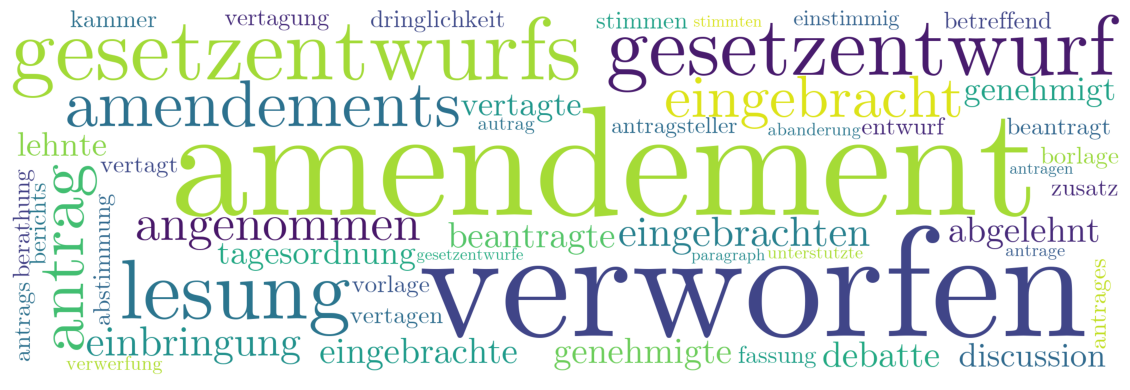 kammer vertagung dringlichkeit stimmen stimmten einstimmig betreffend
gesetzentwurfs gesetzentwurf
amendements vertagte eingebracht genehmigt
autrag antragsteller abanderung entwurf beantragt
lehnte vertagt amendement borlage
antragen
zusatz
antrag
berathung
berichts
abstimmung
antrags
angenommen beantragte eingebrachten abgelehnt
tagesordnung gesetzentwurfe paragraph unterstutzte antrage
lesung vorlage verworfen
vertagen
antrages
einbringung eingebrachte genehmigte fassung debatte discussion
verwerfung